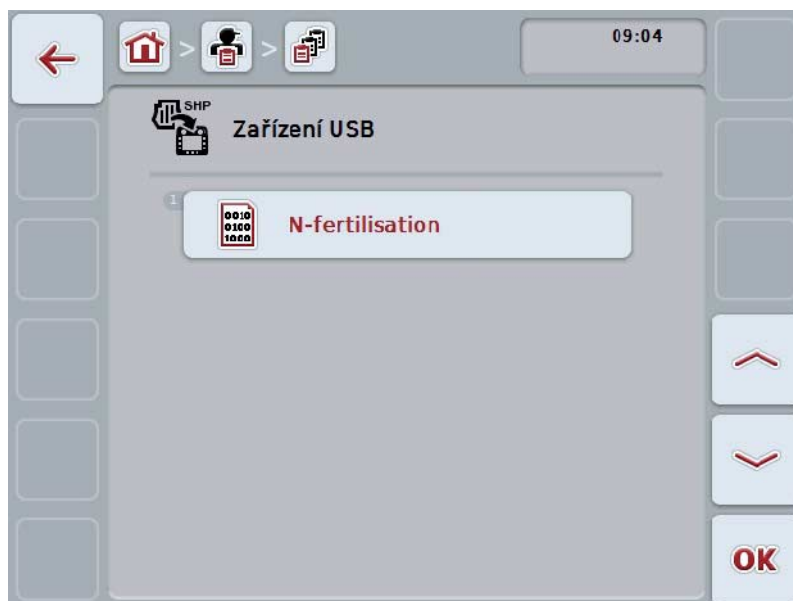 > >
09:04
SHP
Zařízení USB
1
0010
0100
1000
N-fertilisation
OK